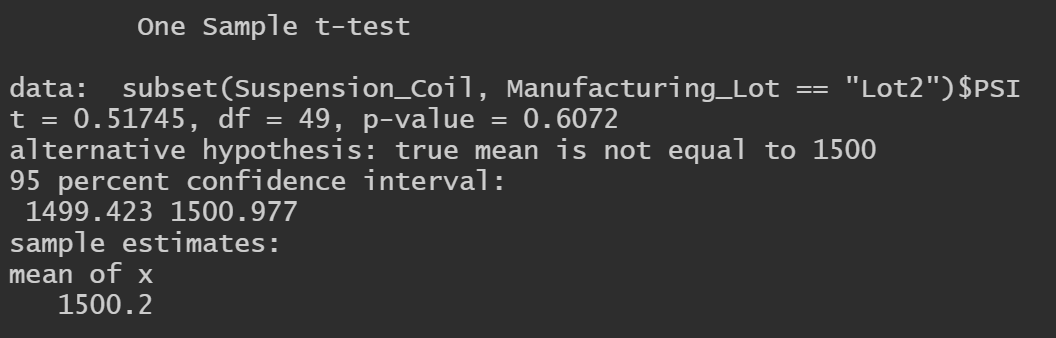 One Sample t-test
data:  subset(Suspension_Coil, Manufacturing_Lot == "Lot2")$PSI
t = 0.51745, df = 49, p-value = 0.6072
alternative hypothesis: true mean is not equal to 1500
95 percent confidence interval:
1499.423 1500.977
sample estimates:
mean of x
1500.2